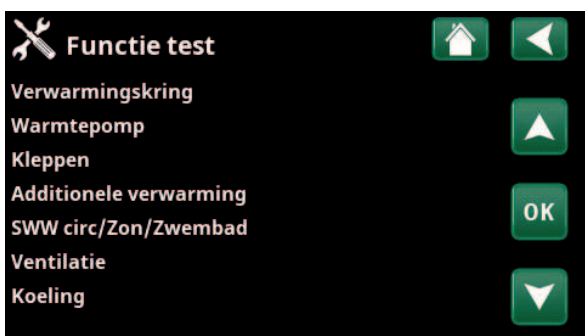 Functie test
Verwarmingskring
Warmtepomp
Kleppen
Additionele verwarming
SWW circ/Zon/Zwembad
OK
Ventilatie
Koeling